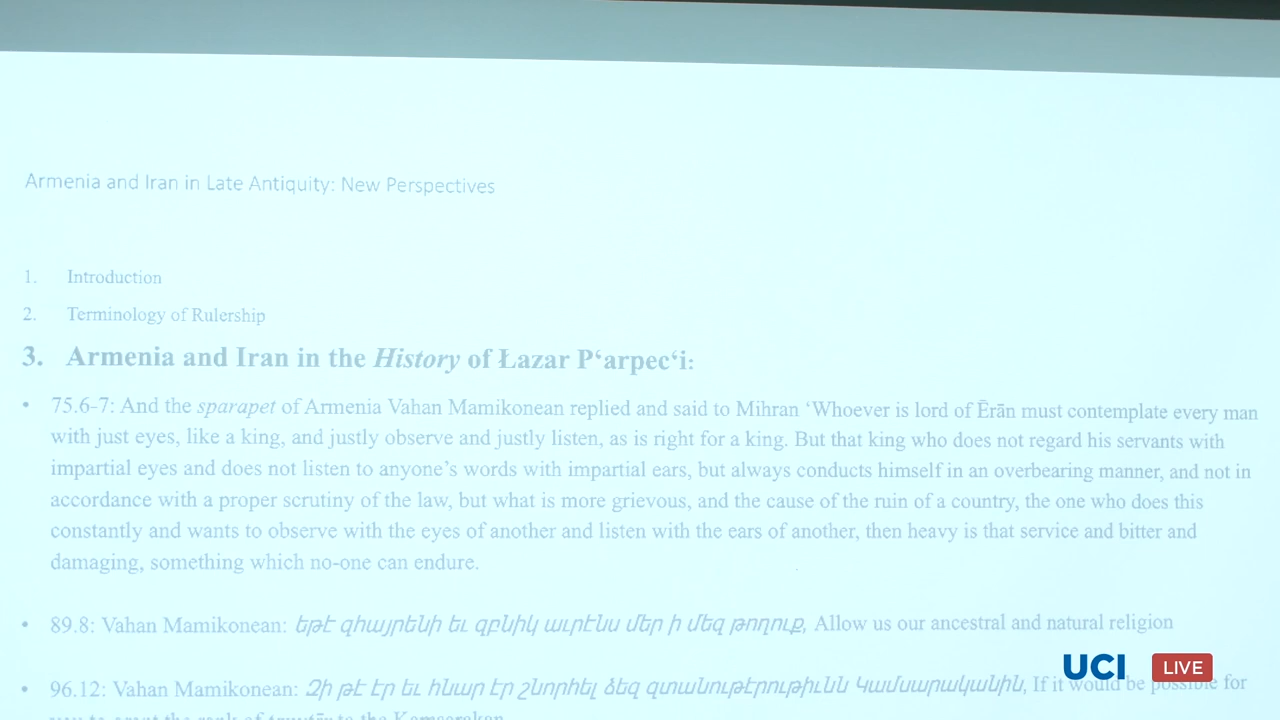 Armenia and Iran in Late Antiquity: New Perspectives
1. Introduction
2. Terminology of Rulership
3. Armenia and Iran in the History of Łazar P‘arpec‘i:
• 75.6-7: And the sparapet of Armenia Vahan Mamikonean replied and said to Mihran ‘Whoever is lord of Ērān must contemplate every man
with just eyes, like a king, and justly observe and justly listen, as is right for a king. But that king who does not regard his servants with
impartial eyes and does not listen to anyone’s words with impartial ears, but always conducts himself in an overbearing manner, and not in
accordance with a proper scrutiny of the law, but what is more grievous, and the cause of the ruin of a country, the one who does this
constantly and wants to observe with the eyes of another and listen with the ears of another, then heavy is that service and bitter and
damaging, something which no-one can endure.
• 89.8: Vahan Mamikonean: եթէ զհայրենի եւ զբնիկ աւրէնս մեր ի մեզ թողուք, Allow us our ancestral and natural religion
• 96.12: Vahan Mamikonean: Զի թէ էր եւ հնար էր շնորհել ձեզ զտանուտէրութիւնն Կամսարականին, If it would be possible for
UCI LIVE